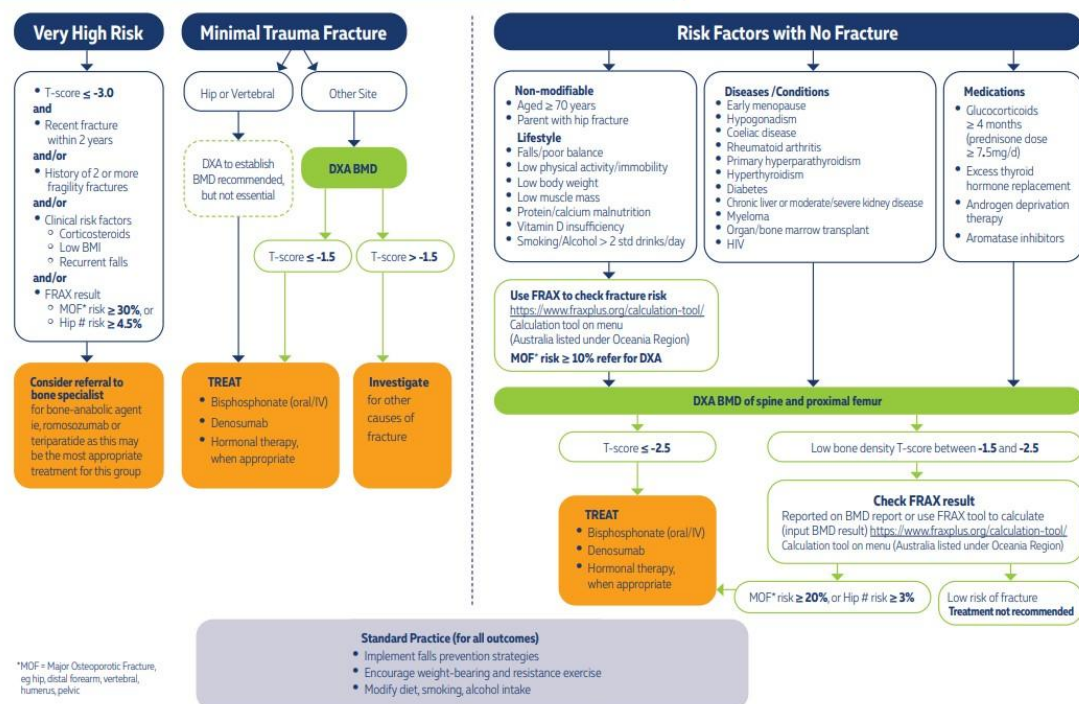 Very High Risk
• T-score ≤ -3.0
and
• Recent fracture
within 2 years
and/or
• History of 2 or more
fragility fractures
and/or
• Clinical risk factors
○ Corticosteroids
○ Low BMI
○ Recurrent falls
and/or
• FRAX result
○ MOF* risk ≥ 30%, or
○ Hip # risk ≥ 4.5%
Consider referral to
bone specialist
for bone-anabolic agent
ie, romosozumab or
teriparatide as this may
be the most appropriate
treatment for this group
Minimal Trauma Fracture
Hip or Vertebral
Other Site
DXA to establish
BMD recommended,
but not essential
DXA BMD
T-score ≤ -1.5
T-score > -1.5
TREAT
• Bisphosphonate (oral/IV)
• Denosumab
• Hormonal therapy,
when appropriate
Investigate
for other
causes of
fracture
Risk Factors with No Fracture
Non-modifiable
• Aged ≥ 70 years
• Parent with hip fracture
Lifestyle
• Falls/poor balance
• Low physical activity/immobility
• Low body weight
• Low muscle mass
• Protein/calcium malnutrition
• Vitamin D insufficiency
• Smoking/Alcohol > 2 std drinks/day
Diseases /Conditions
• Early menopause
• Hypogonadism
• Coeliac disease
• Rheumatoid arthritis
• Primary hyperparathyroidism
• Hyperthyroidism
• Diabetes
• Chronic liver or moderate/severe kidney disease
• Myeloma
• Organ/bone marrow transplant
• HIV
Medications
• Glucocorticoids
≥ 4 months
(prednisone dose
≥ 7.5mg/d)
• Excess thyroid
hormone replacement
• Androgen deprivation
therapy
• Aromatase inhibitors
Use FRAX to check fracture risk
https://www.fraxplus.org/calculation-tool/
Calculation tool on menu
(Australia listed under Oceania Region)
MOF* risk ≥ 10% refer for DXA
DXA BMD of spine and proximal femur
T-score ≤ -2.5
Low bone density T-score between -1.5 and -2.5
TREAT
• Bisphosphonate (oral/IV)
• Denosumab
• Hormonal therapy,
when appropriate
Check FRAX result
Reported on BMD report or use FRAX tool to calculate
(input BMD result) https://www.fraxplus.org/calculation-tool/
Calculation tool on menu (Australia listed under Oceania Region)
MOF* risk ≥ 20%, or Hip # risk ≥ 3%
Low risk of fracture
Treatment not recommended
Standard Practice (for all outcomes)
• Implement falls prevention strategies
• Encourage weight-bearing and resistance exercise
• Modify diet, smoking, alcohol intake
*MOF = Major Osteoporotic Fracture,
eg hip, distal forearm, vertebral,
humerus, pelvic